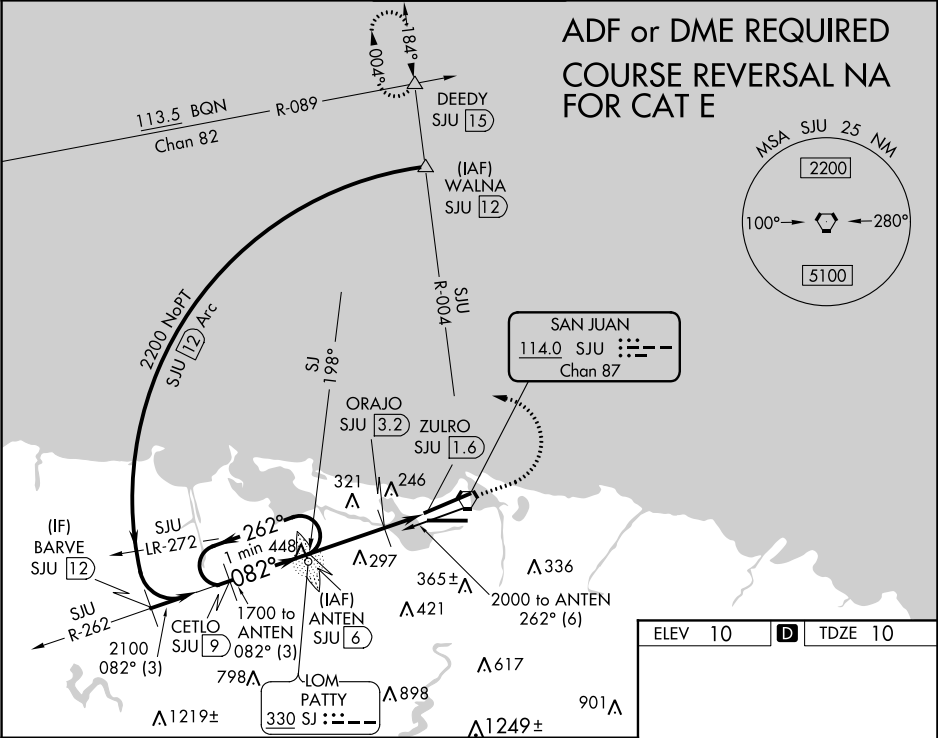 ADF or DME REQUIRED
COURSE REVERSAL NA
FOR CAT E
184°
004°
DEEDY
SJU 15
113.5 BQN
R-089
Chan 82
(IAF)
WALNA
SJU 12
MSA SJU 25 NM
2200
100°
280°
5100
2200 NoPT
SJU 12 Arc
SJU
R-004
SJ
198°
SAN JUAN
114.0 SJU
Chan 87
ORAJO
SJU 3.2
ZULRO
SJU 1.6
321
246
(IF)
BARVE
SJU 12
SJU
LR-272
262°
1 min
448
082°
297
336
365±
421
2000 to ANTEN
262° (6)
SJU
R-262
2100
082° (3)
CETLO
SJU 9
1700 to
ANTEN
082° (3)
(IAF)
ANTEN
SJU 6
617
798
LOM
PATTY
330 SJ
898
901
1219±
1249±
ELEV 10
D
TDZE 10